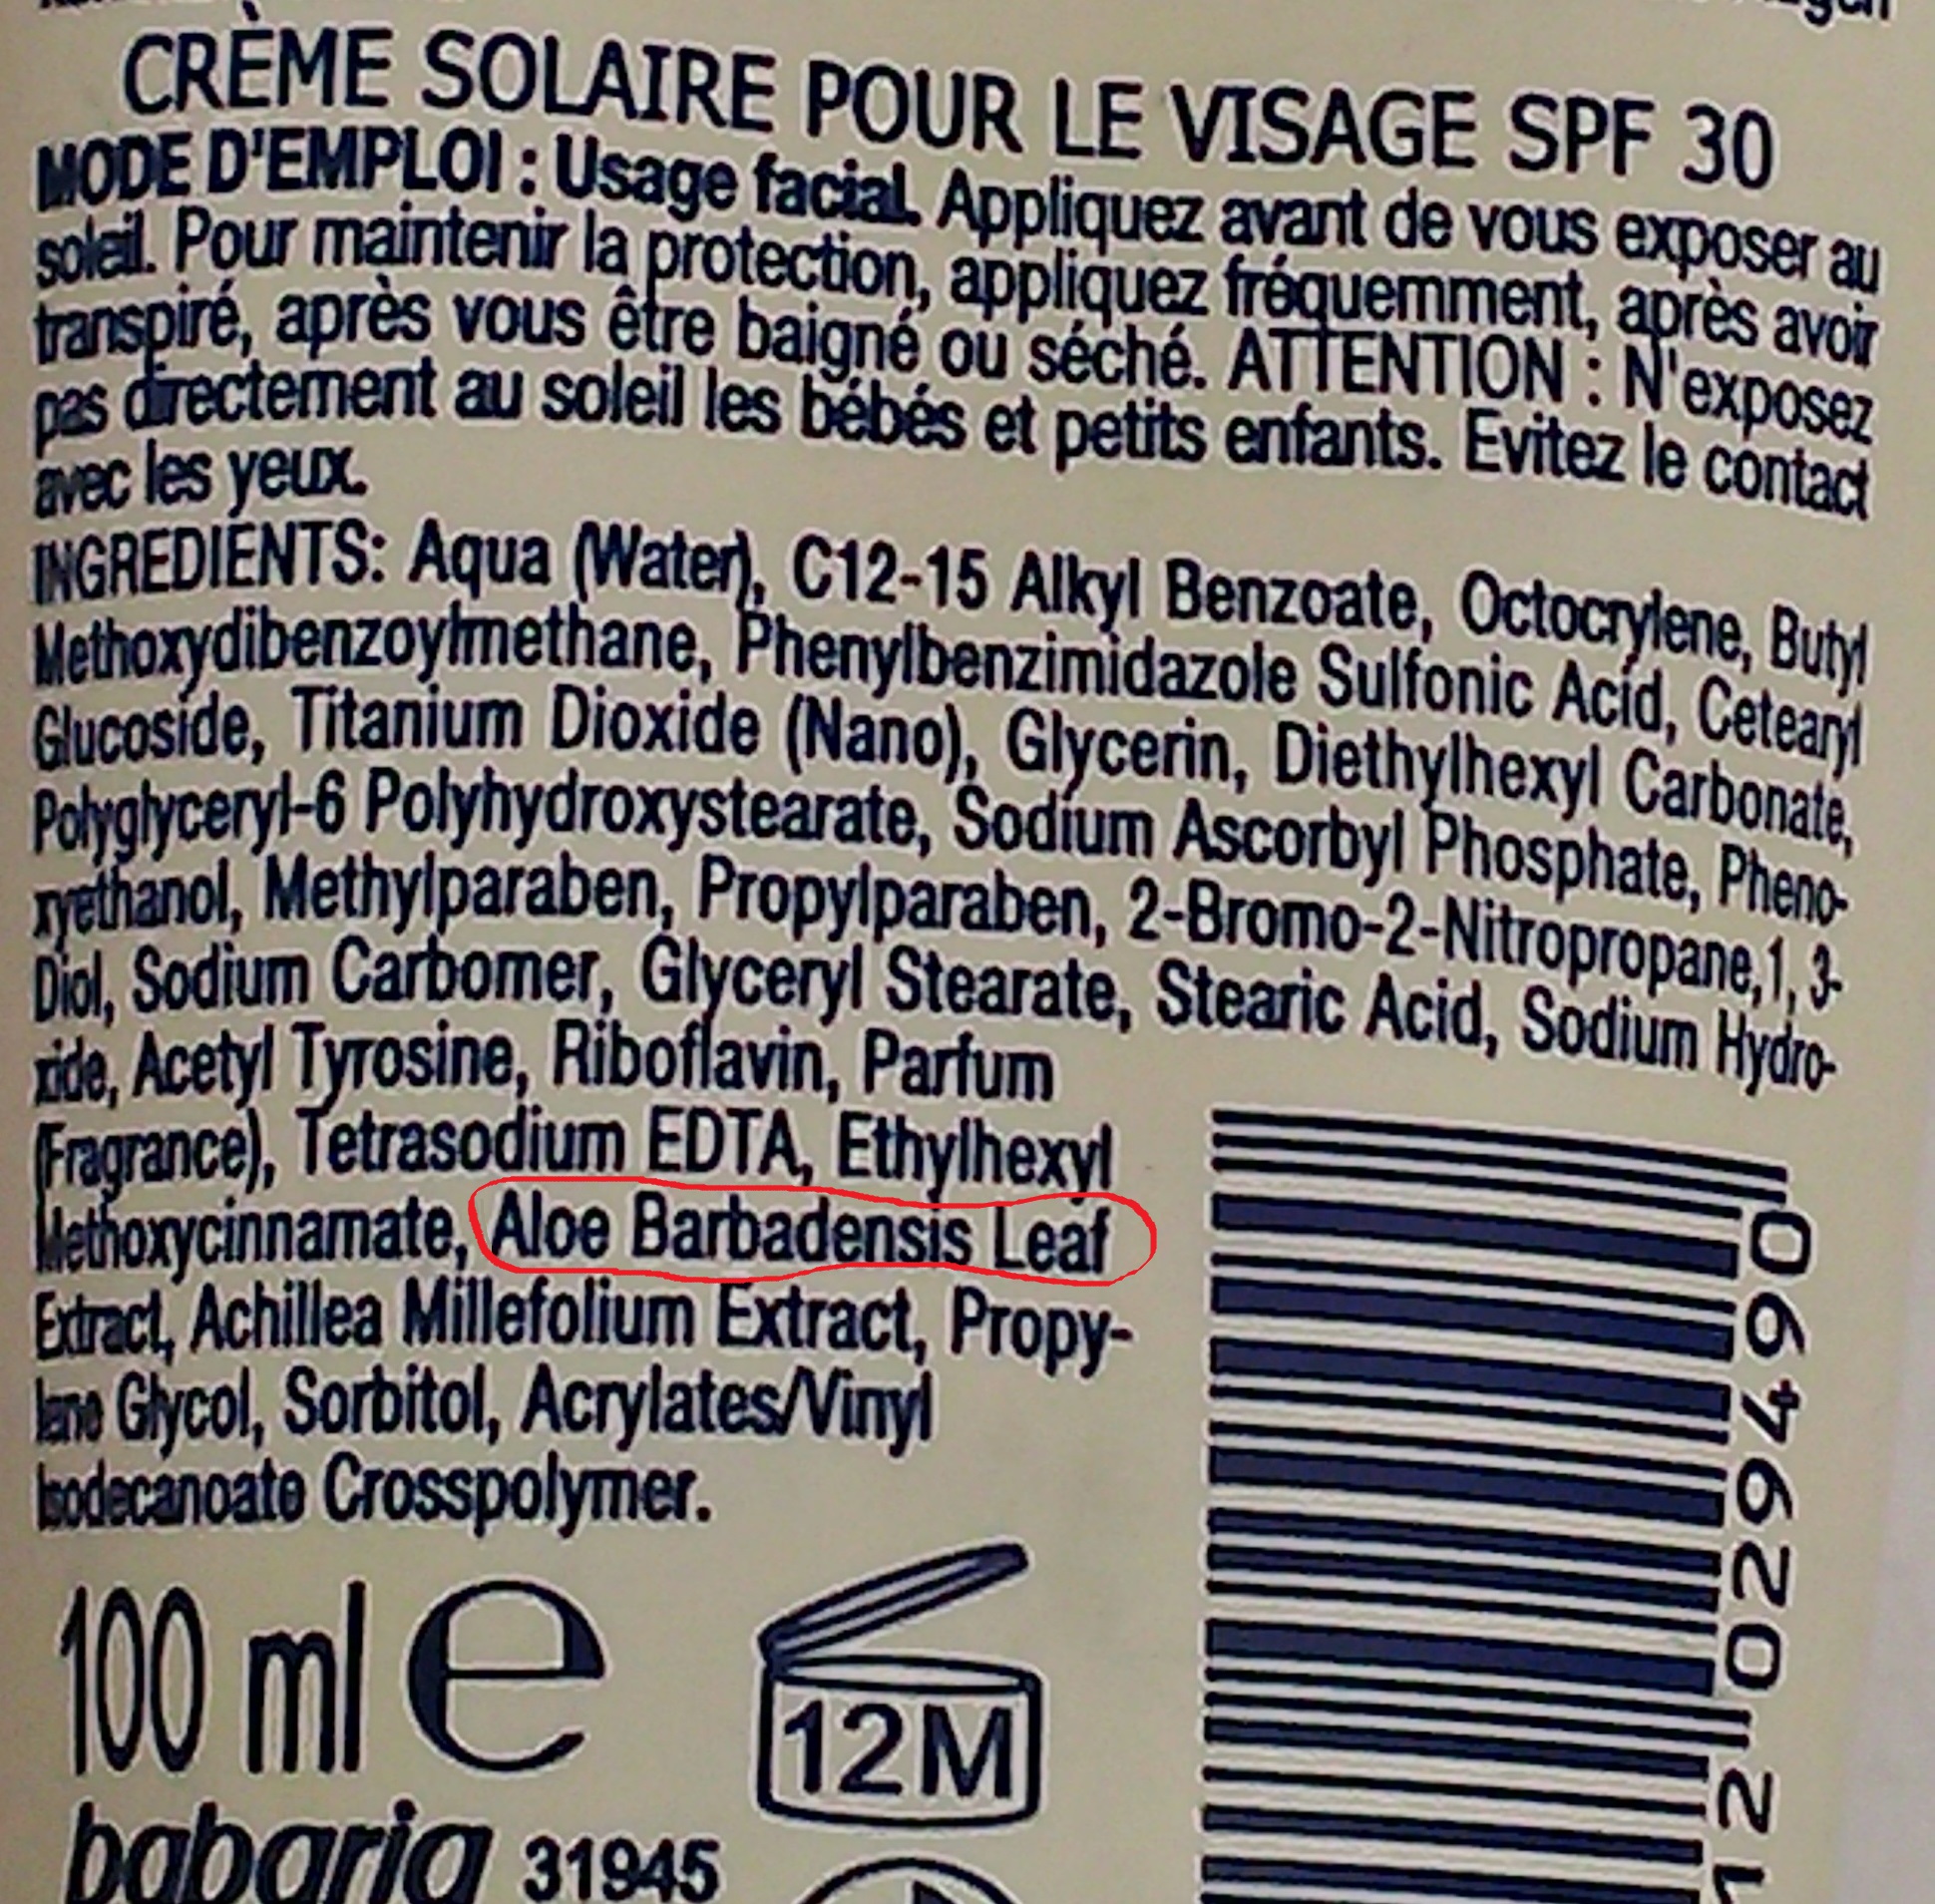 CRÈME SOLAIRE POUR LE VISAGE SPF 30
MODE D'EMPLOI : Usage facial. Appliquez avant de vous exposer au
soleil. Pour maintenir la protection, appliquez fréquemment, après avoir
transpiré, après vous être baigné ou séché. ATTENTION : N'exposez
pas directement au soleil les bébés et petits enfants. Evitez le contact
avec les yeux.
INGREDIENTS: Aqua (Water), C12-15 Alkyl Benzoate, Octocrylene, Butyl
Methoxydibenzoylmethane, Phenylbenzimidazole Sulfonic Acid, Cetearyl
Glucoside, Titanium Dioxide (Nano), Glycerin, Diethylhexyl Carbonate,
Polyglyceryl-6 Polyhydroxystearate, Sodium Ascorbyl Phosphate, Pheno-
xyethanol, Methylparaben, Propylparaben, 2-Bromo-2-Nitropropane,1, 3-
Diol, Sodium Carbomer, Glyceryl Stearate, Stearic Acid, Sodium Hydro-
xide, Acetyl Tyrosine, Riboflavin, Parfum
(Fragrance), Tetrasodium EDTA, Ethylhexyl
Methoxycinnamate, Aloe Barbadensis Leaf
Extract, Achillea Millefolium Extract, Propy-
lene Glycol, Sorbitol, Acrylates/Vinyl
Isodecanoate Crosspolymer.
100 ml e
12M
babaria 31945
0649620 21